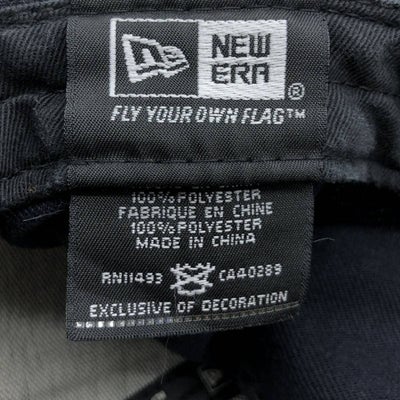 NEW
ERA®
FLY YOUR OWN FLAG™
100% POLYESTER
FABRIQUE EN CHINE
100% POLYESTER
MADE IN CHINA
RN11493 CA40289
EXCLUSIVE OF DECORATION